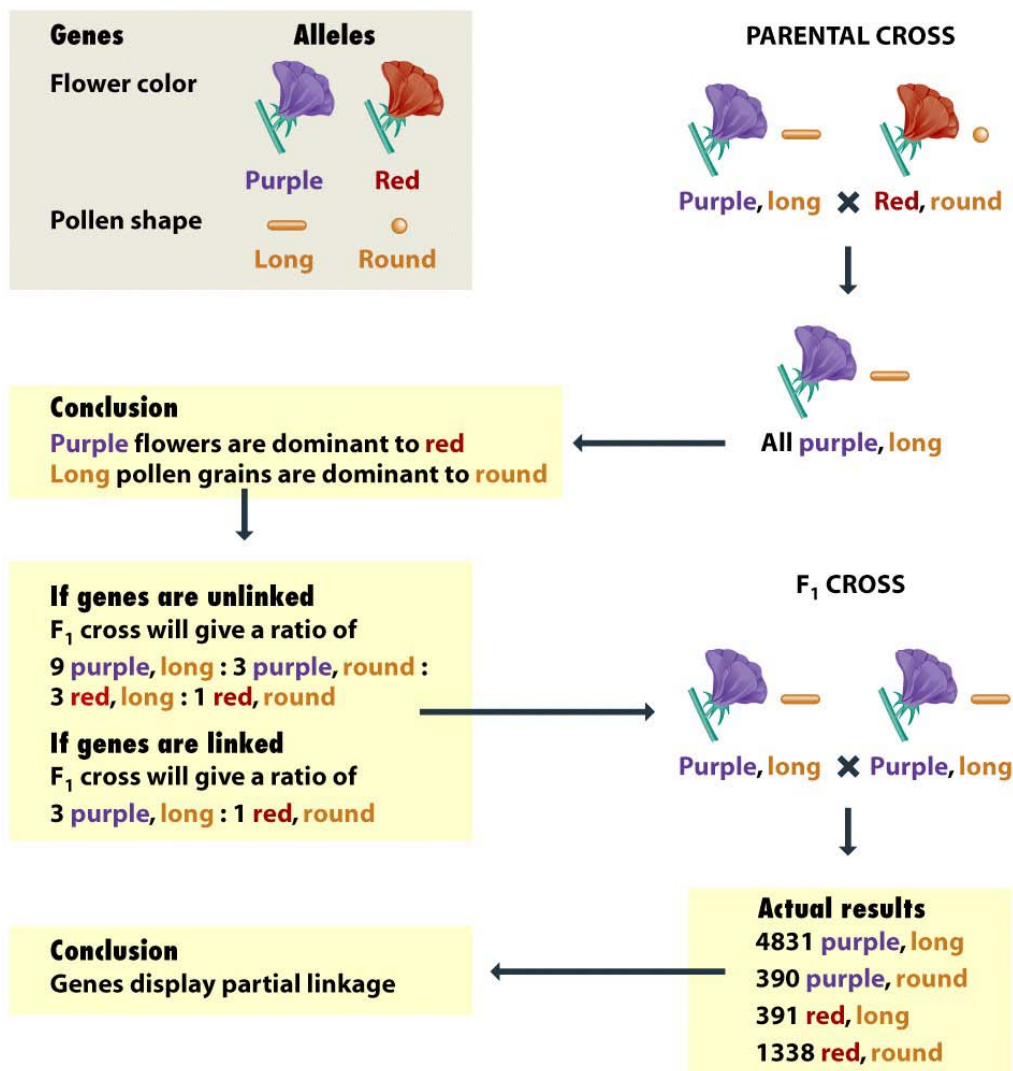 Genes Alleles
Flower color
Purple Red
Pollen shape
Long Round
PARENTAL CROSS
Purple, long × Red, round
All purple, long
Conclusion
Purple flowers are dominant to red
Long pollen grains are dominant to round
If genes are unlinked
F₁ cross will give a ratio of
9 purple, long : 3 purple, round :
3 red, long : 1 red, round
If genes are linked
F₁ cross will give a ratio of
3 purple, long : 1 red, round
F₁ CROSS
Purple, long × Purple, long
Actual results
4831 purple, long
390 purple, round
391 red, long
1338 red, round
Conclusion
Genes display partial linkage